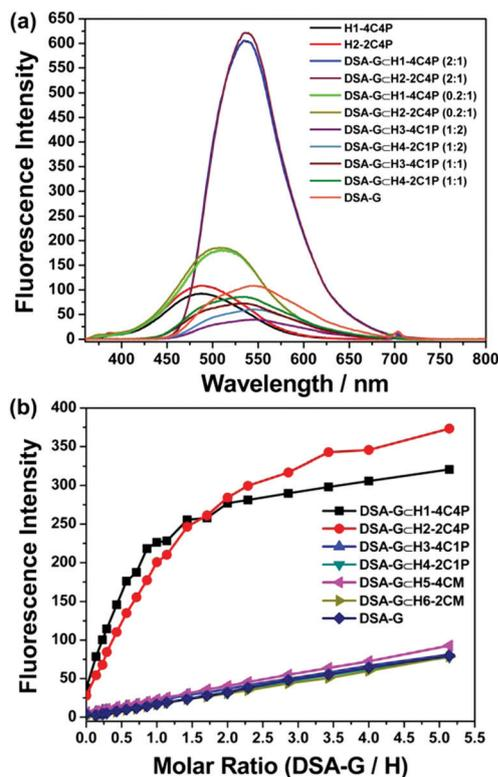 (a)
650
600
550
500
450
400
350
300
250
200
150
100
50
0
Fluorescence Intensity
H1-4C4P
H2-2C4P
DSA-G⊂H1-4C4P (2:1)
DSA-G⊂H2-2C4P (2:1)
DSA-G⊂H1-4C4P (0.2:1)
DSA-G⊂H2-2C4P (0.2:1)
DSA-G⊂H3-4C1P (1:2)
DSA-G⊂H4-2C1P (1:2)
DSA-G⊂H3-4C1P (1:1)
DSA-G⊂H4-2C1P (1:1)
DSA-G
400 450 500 550 600 650 700 750 800
Wavelength / nm
(b)
400
350
300
250
200
150
100
50
0
Fluorescence Intensity
DSA-G⊂H1-4C4P
DSA-G⊂H2-2C4P
DSA-G⊂H3-4C1P
DSA-G⊂H4-2C1P
DSA-G⊂H5-4CM
DSA-G⊂H6-2CM
DSA-G
0.0 0.5 1.0 1.5 2.0 2.5 3.0 3.5 4.0 4.5 5.0 5.5
Molar Ratio (DSA-G / H)